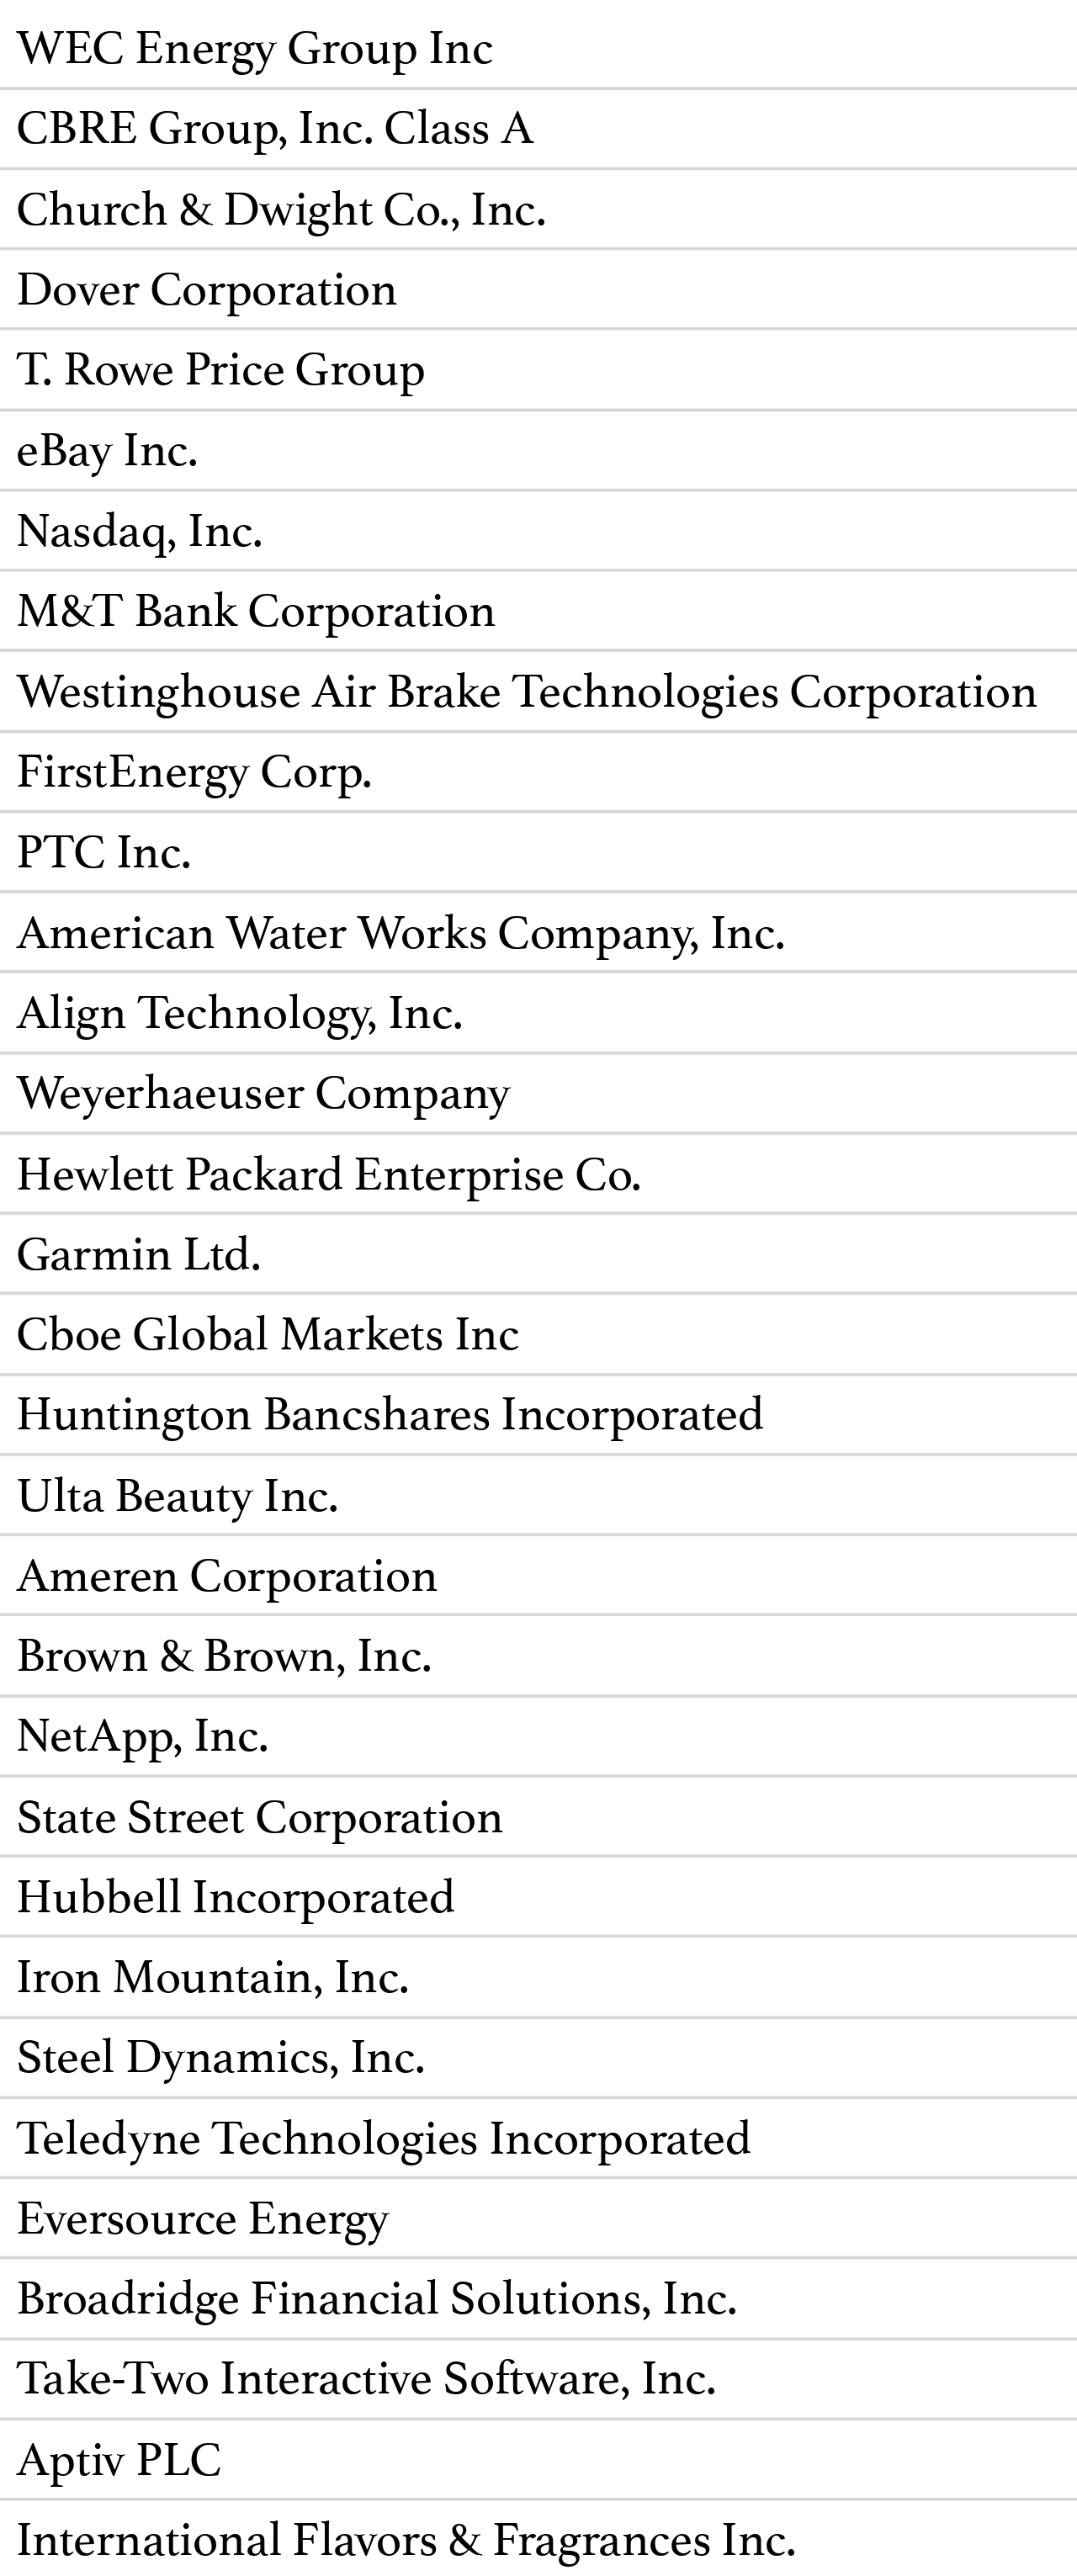 WEC Energy Group Inc
CBRE Group, Inc. Class A
Church & Dwight Co., Inc.
Dover Corporation
T. Rowe Price Group
eBay Inc.
Nasdaq, Inc.
M&T Bank Corporation
Westinghouse Air Brake Technologies Corporation
FirstEnergy Corp.
PTC Inc.
American Water Works Company, Inc.
Align Technology, Inc.
Weyerhaeuser Company
Hewlett Packard Enterprise Co.
Garmin Ltd.
Cboe Global Markets Inc
Huntington Bancshares Incorporated
Ulta Beauty Inc.
Ameren Corporation
Brown & Brown, Inc.
NetApp, Inc.
State Street Corporation
Hubbell Incorporated
Iron Mountain, Inc.
Steel Dynamics, Inc.
Teledyne Technologies Incorporated
Eversource Energy
Broadridge Financial Solutions, Inc.
Take-Two Interactive Software, Inc.
Aptiv PLC
International Flavors & Fragrances Inc.